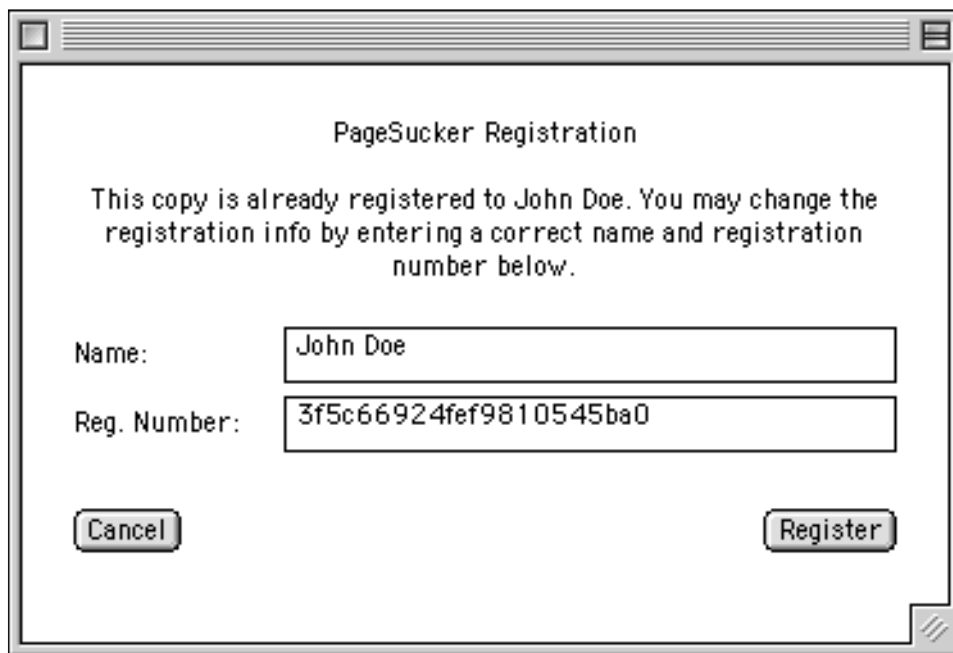 PageSucker Registration
This copy is already registered to John Doe. You may change the
registration info by entering a correct name and registration
number below.
Name:
John Doe
Reg. Number:
3f5c66924fef9810545ba0
Cancel
Register